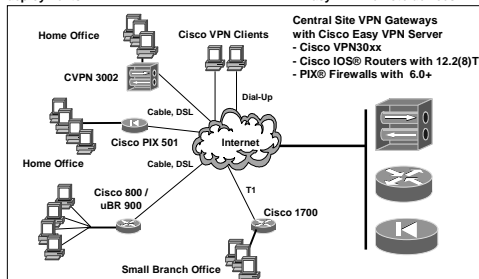 Home Office
Cisco VPN Clients
Central Site VPN Gateways
with Cisco Easy VPN Server
- Cisco VPN30xx
- Cisco IOS® Routers with 12.2(8)T
- PIX® Firewalls with 6.0+
CVPN 3002
Cable, DSL
Dial-Up
Cisco PIX 501
Internet
Home Office
Cable, DSL
Cisco 800 /
uBR 900
T1
Cisco 1700
Small Branch Office